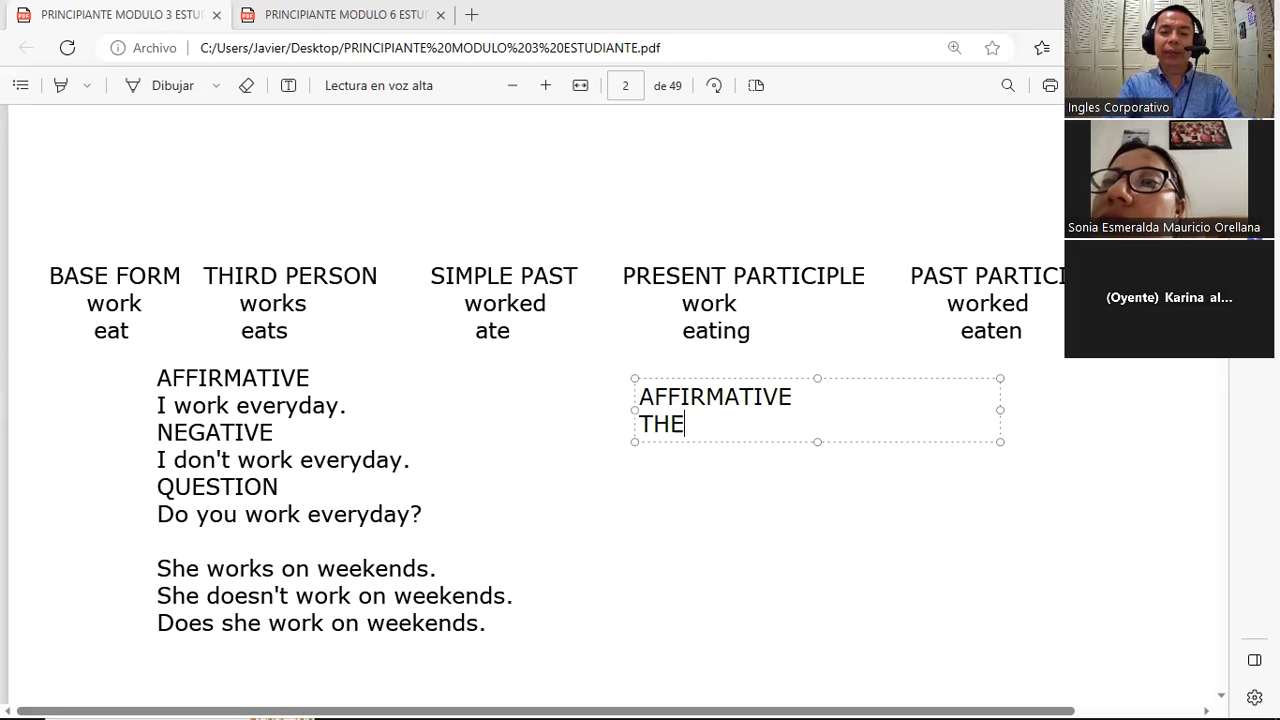 PRINCIPIANTE MODULO 3 ESTU
PRINCIPIANTE MODULO 6 ESTU
Archivo
C:/Users/Javier/Desktop/PRINCIPIANTE%20MODULO%203%20ESTUDIANTE.pdf
Dibujar
Lectura en voz alta
2
de 49
Ingles Corporativo
Sonia Esmeralda Mauricio Orellana
(Oyente) Karina al...
BASE FORM THIRD PERSON SIMPLE PAST PRESENT PARTICIPLE PAST PARTICI
work works worked work worked
eat eats ate eating eaten
AFFIRMATIVE
I work everyday.
NEGATIVE
I don't work everyday.
QUESTION
Do you work everyday?
She works on weekends.
She doesn't work on weekends.
Does she work on weekends.
AFFIRMATIVE
THE